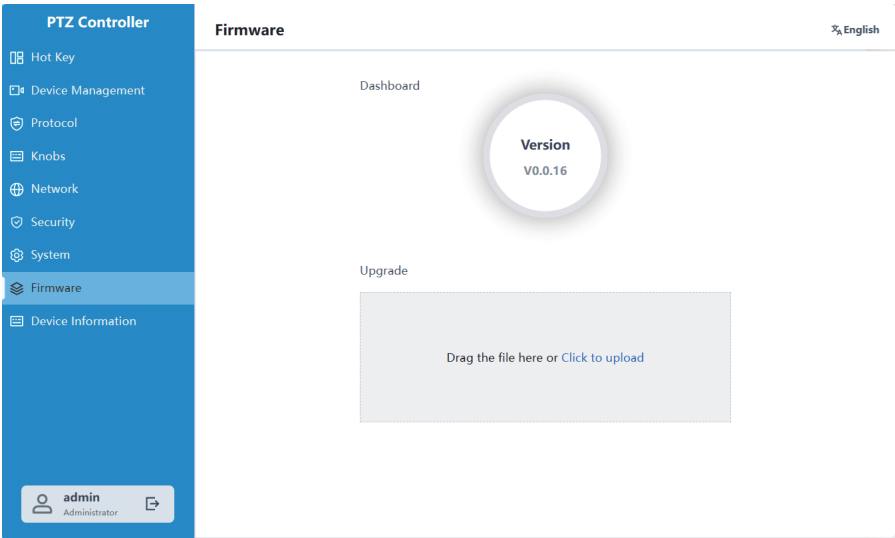 PTZ Controller
Hot Key
Device Management
Protocol
Knobs
Network
Security
System
Firmware
Device Information
admin
Administrator
Firmware
English
Dashboard
Version
V0.0.16
Upgrade
Drag the file here or Click to upload